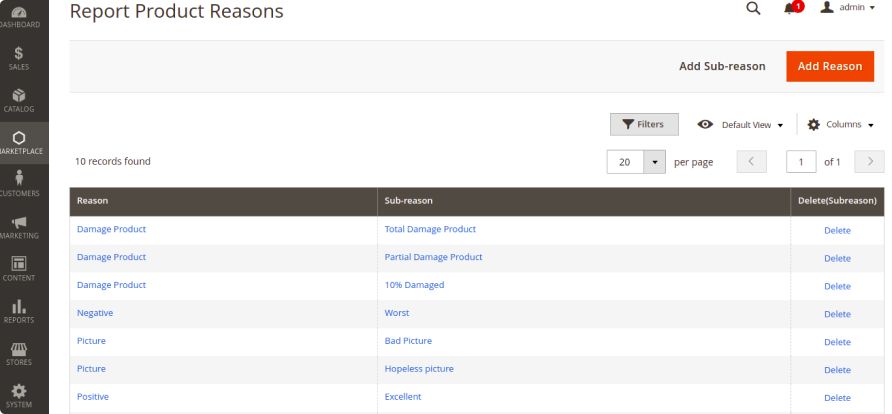 Report Product Reasons
1
admin
DASHBOARD
SALES
CATALOG
MARKETPLACE
CUSTOMERS
MARKETING
CONTENT
REPORTS
STORES
SYSTEM
Add Sub-reason
Add Reason
Filters
Default View
Columns
10 records found
20
per page
1
of 1
Reason Sub-reason Delete(Subreason)
Damage Product Total Damage Product Delete
Damage Product Partial Damage Product Delete
Damage Product 10% Damaged Delete
Negative Worst Delete
Picture Bad Picture Delete
Picture Hopeless picture Delete
Positive Excellent Delete